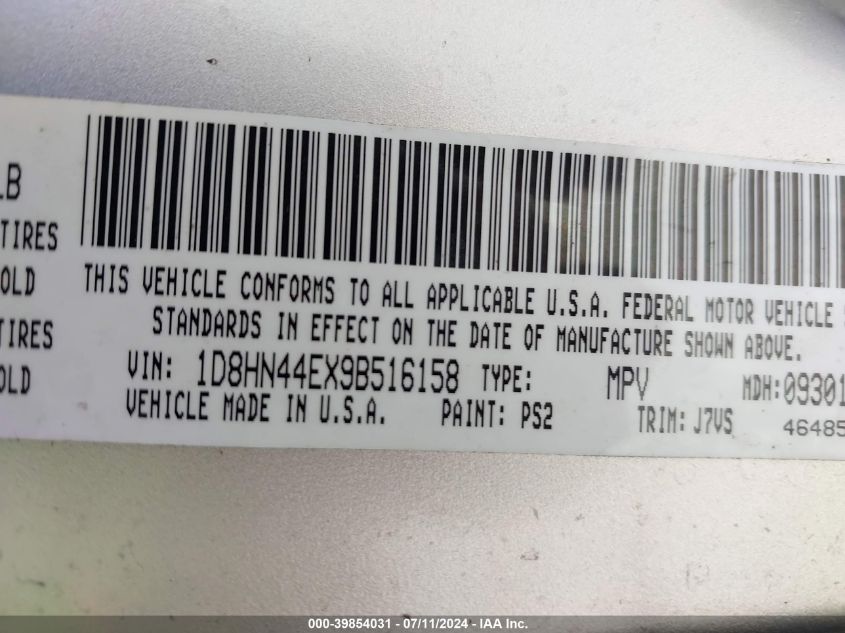 LB
TIRES
OLD
TIRES
OLD
THIS VEHICLE CONFORMS TO ALL APPLICABLE U.S.A. FEDERAL MOTOR VEHICLE
STANDARDS IN EFFECT ON THE DATE OF MANUFACTURE SHOWN ABOVE.
VIN: 1D8HN44EX9B516158 TYPE: MPV MDH:09301
VEHICLE MADE IN U.S.A. PAINT: PS2 TRIM: J7VS 46485
000-39854031 - 07/11/2024 - IAA Inc.